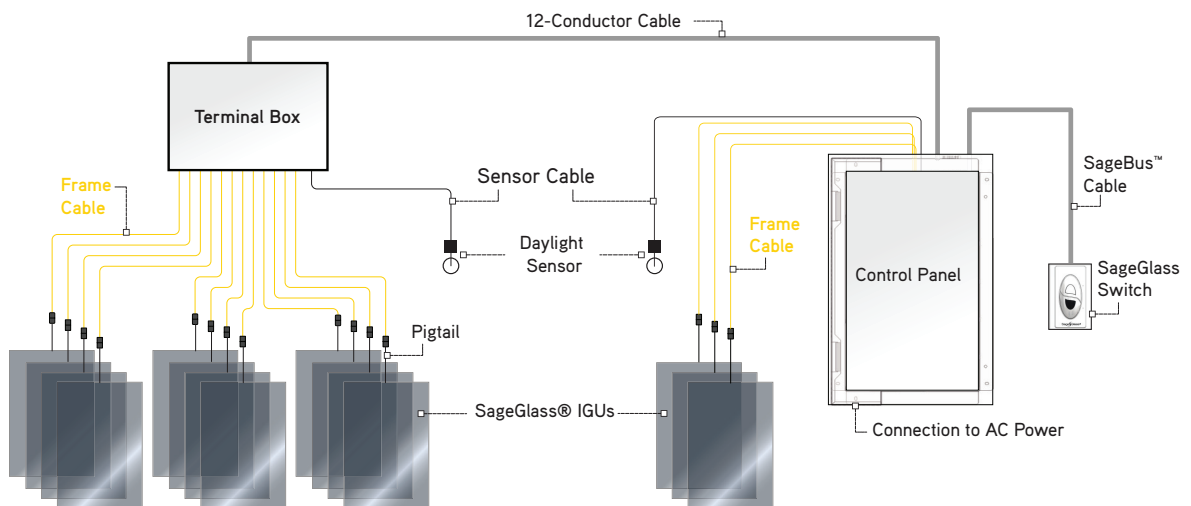 12-Conductor Cable
Terminal Box
Frame
Cable
Sensor Cable
Daylight
Sensor
Frame
Cable
Control Panel
SageBus™
Cable
SageGlass
Switch
Pigtail
SageGlass® IGUs
Connection to AC Power